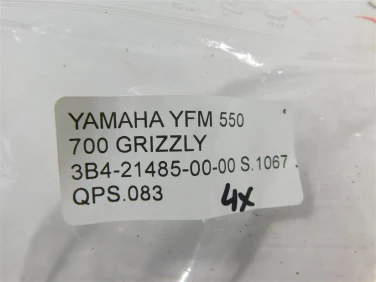 YAMAHA YFM 550
700 GRIZZLY
3B4-21485-00-00 S.1067
QPS.083 4x